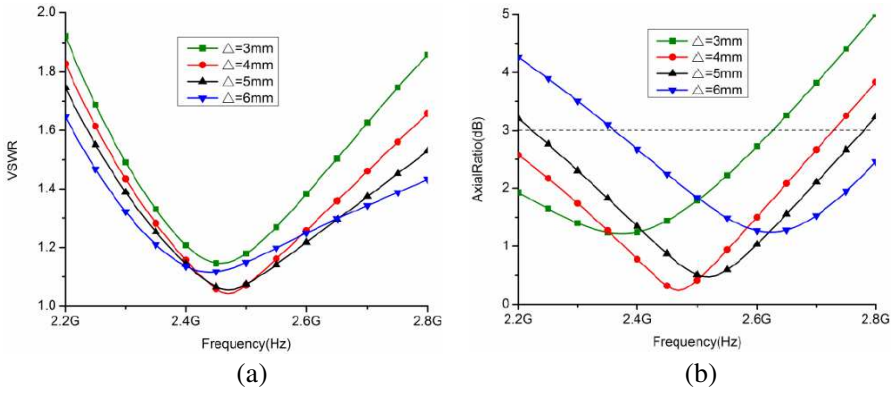 2.0
1.8
1.6
1.4
1.2
1.0
VSWR
△=3mm
△=4mm
△=5mm
△=6mm
2.2G 2.4G 2.6G 2.8G
Frequency(Hz)
(a)
5
4
3
2
1
0
AxialRatio(dB)
△=3mm
△=4mm
△=5mm
△=6mm
2.2G 2.4G 2.6G 2.8G
Frequency(Hz)
(b)